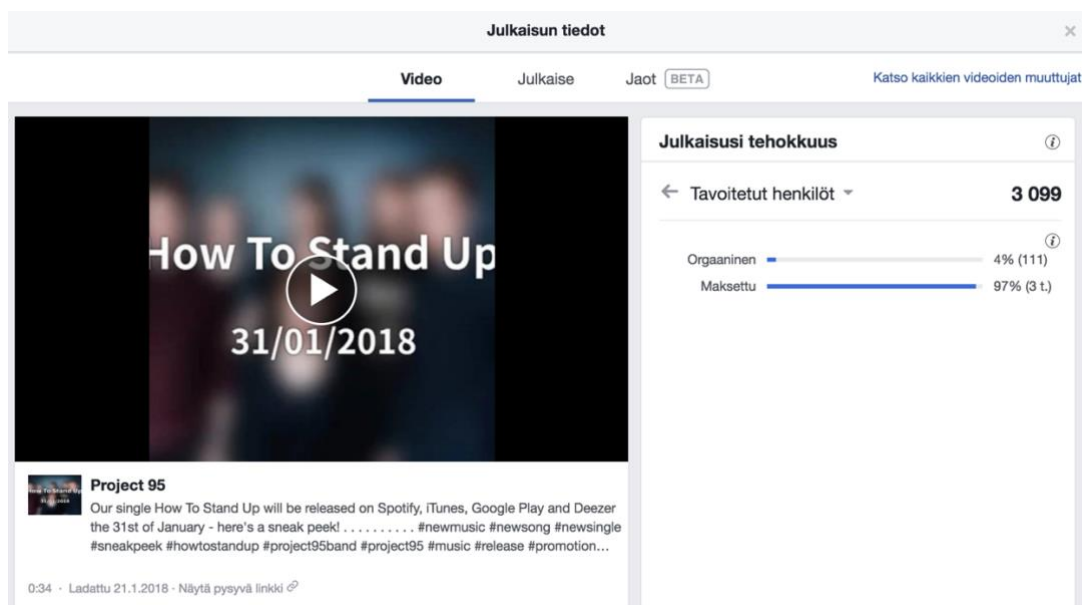 Julkaisun tiedot
Video Julkaise Jaot BETA Katso kaikkien videoiden muuttujat
How To Stand Up
31/01/2018
Project 95
Our single How To Stand Up will be released on Spotify, iTunes, Google Play and Deezer
the 31st of January - here's a sneak peek! . . . . . . . . . . #newmusic #newsong #newsingle
#sneakpeek #howtostandup #project95band #project95 #music #release #promotion...
0:34 · Ladattu 21.1.2018 · Näytä pysyvä linkki
Julkaisusi tehokkuus
Tavoitetut henkilöt 3 099
Orgaaninen 4% (111)
Maksettu 97% (3 t.)